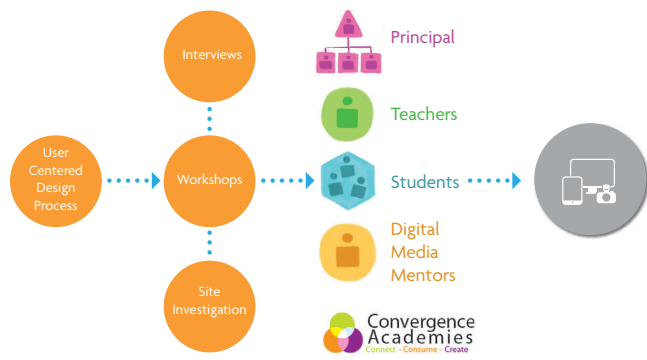 User
Centered
Design
Process
Interviews
Workshops
Site
Investigation
Principal
Teachers
Students
Digital
Media
Mentors
Convergence
Academies
Connect - Consume - Create